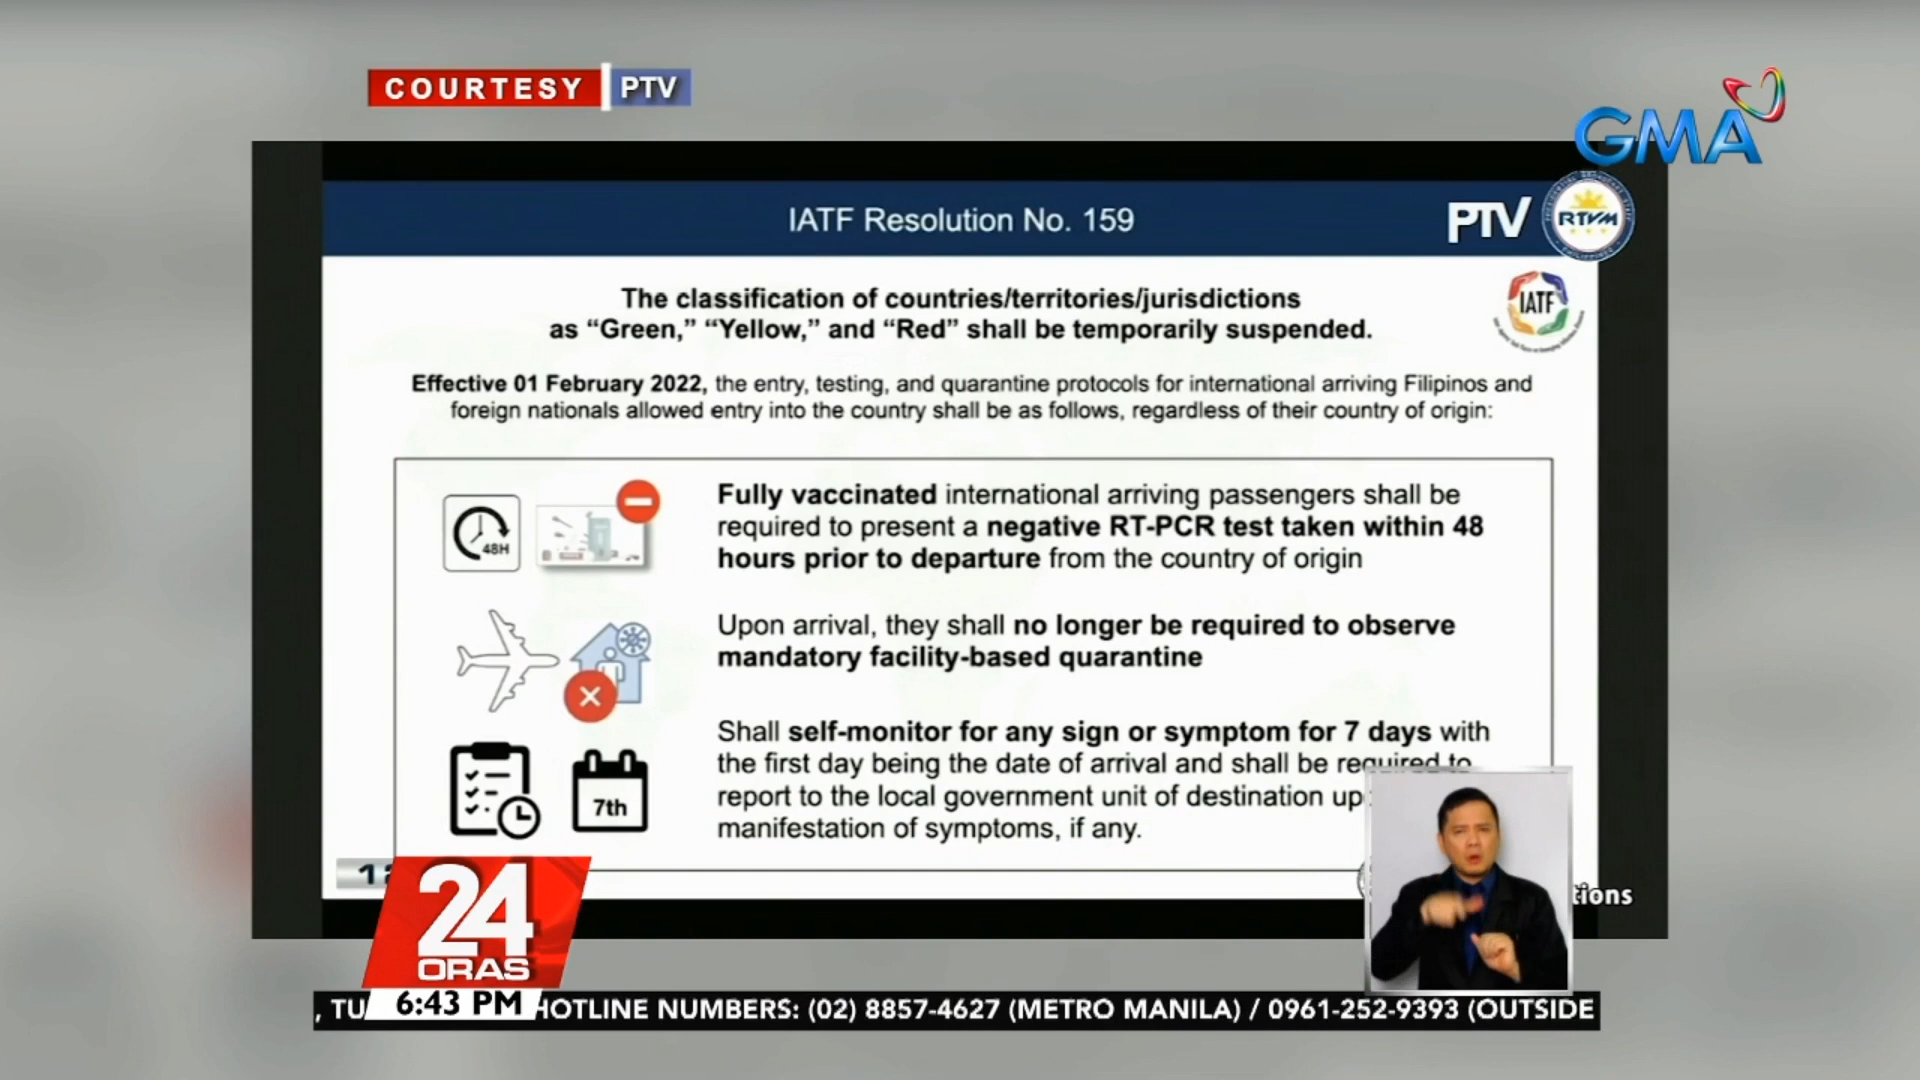 COURTESY PTV
GMA
IATF Resolution No. 159
PTV
RTVM
IATF
The classification of countries/territories/jurisdictions
as “Green,” “Yellow,” and “Red” shall be temporarily suspended.
Effective 01 February 2022, the entry, testing, and quarantine protocols for international arriving Filipinos and
foreign nationals allowed entry into the country shall be as follows, regardless of their country of origin:
48H
Fully vaccinated international arriving passengers shall be
required to present a negative RT-PCR test taken within 48
hours prior to departure from the country of origin
Upon arrival, they shall no longer be required to observe
mandatory facility-based quarantine
7th
Shall self-monitor for any sign or symptom for 7 days with
the first day being the date of arrival and shall be required to
report to the local government unit of destination up
manifestation of symptoms, if any.
24
ORAS
6:43 PM
tions
, TU HOTLINE NUMBERS: (02) 8857-4627 (METRO MANILA) / 0961-252-9393 (OUTSIDE